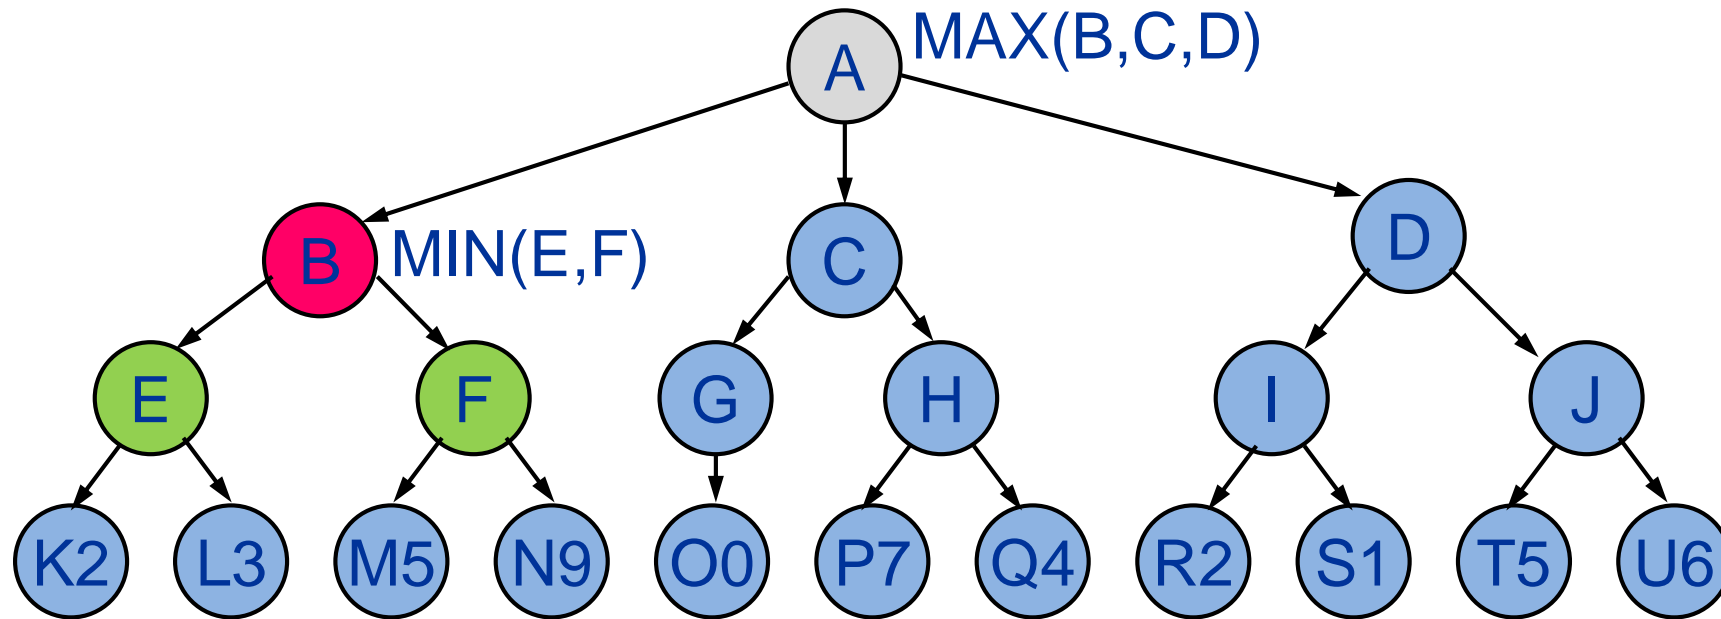 A MAX(B,C,D)
B MIN(E,F) C D
E F G H I J
K2 L3 M5 N9 O0 P7 Q4 R2 S1 T5 U6